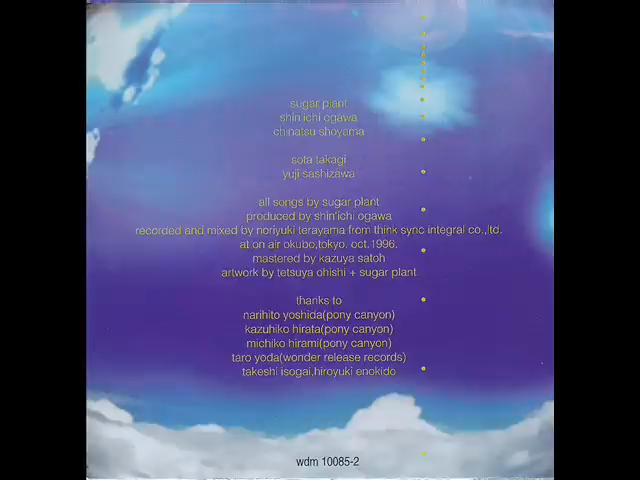 sugar plant
shin'ichi ogawa
chinatsu shoyama
sota takagi
yuji sashizawa
all songs by sugar plant
produced by shin'ichi ogawa
recorded and mixed by noriyuki terayama from think sync integral co.,ltd.
at on air okubo,tokyo. oct.1996.
mastered by kazuya satoh
artwork by tetsuya ohishi + sugar plant
thanks to
narihito yoshida(pony canyon)
kazuhiko hirata(pony canyon)
michiko hirami(pony canyon)
taro yoda(wonder release records)
takeshi isogai,hiroyuki enokido
wdm 10085-2